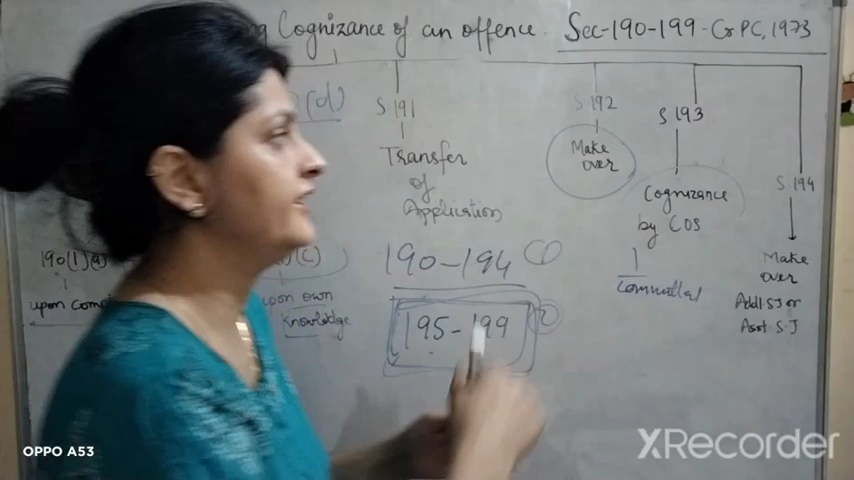 Cognizance of an offence. Sec-190-199-CrPC, 1973
(d)
S 191
Transfer
of
Application
S 192
Make
over
S 193
Cognizance
by COS
Committal
S 194
Make
over
Addl SJ or
Asst S.J
190(1)(a)
upon
(c)
upon own
knowledge
190-194 ①
195-199 ②
OPPO A53
XRecorder